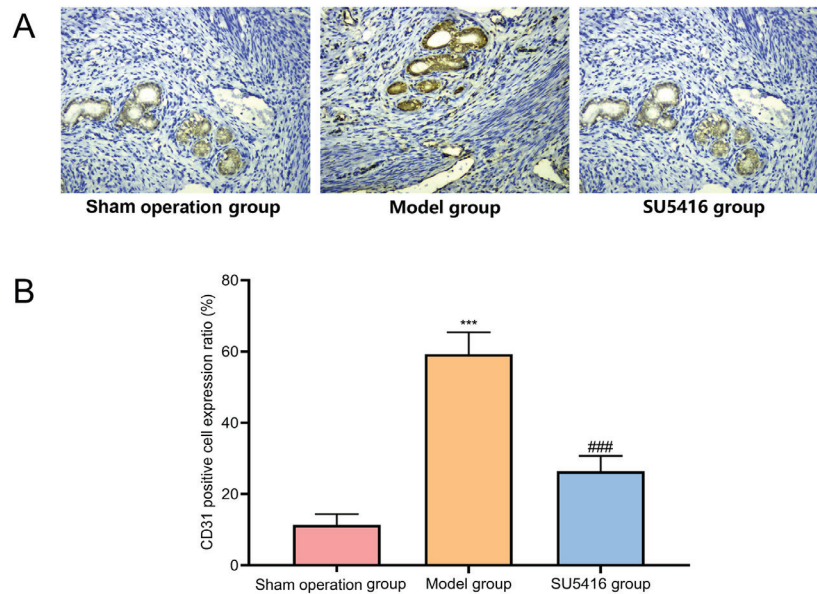 A
Sham operation group
Model group
SU5416 group
B
CD31 positive cell expression ratio (%)
80
60
40
20
0
***
###
Sham operation group
Model group
SU5416 group